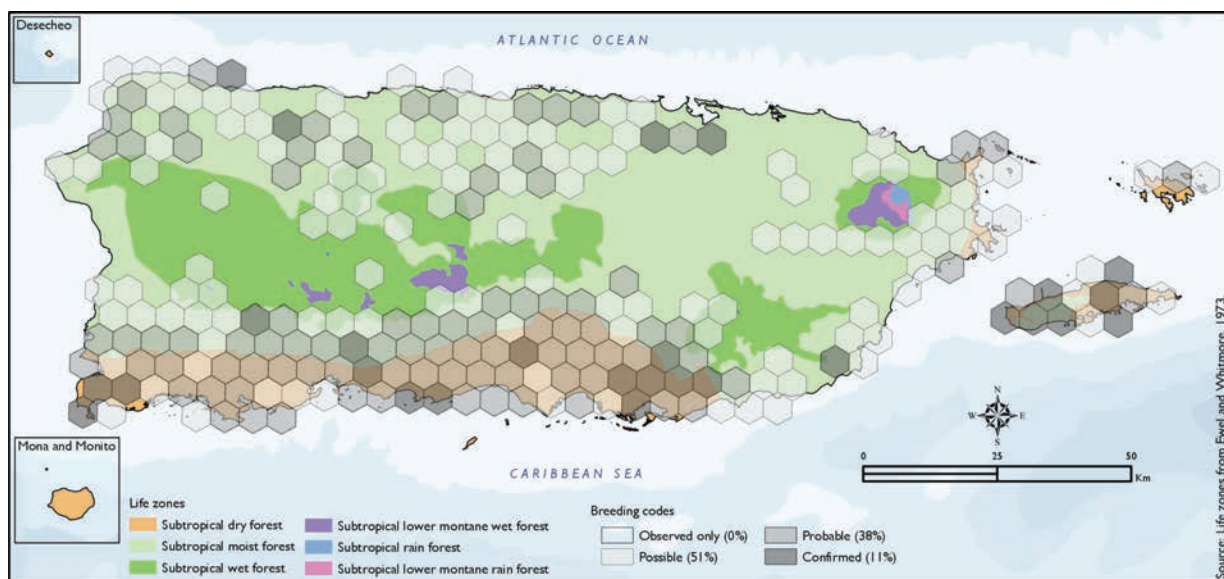 Desecheo
ATLANTIC OCEAN
Mona and Monito
CARIBBEAN SEA
N
W E
S
0 25 50
Km
Life zones
Subtropical dry forest
Subtropical moist forest
Subtropical wet forest
Subtropical lower montane wet forest
Subtropical rain forest
Subtropical lower montane rain forest
Breeding codes
Observed only (0%)
Possible (51%)
Probable (38%)
Confirmed (11%)
Source: Life zones from Ewel and Whitmore, 1973.